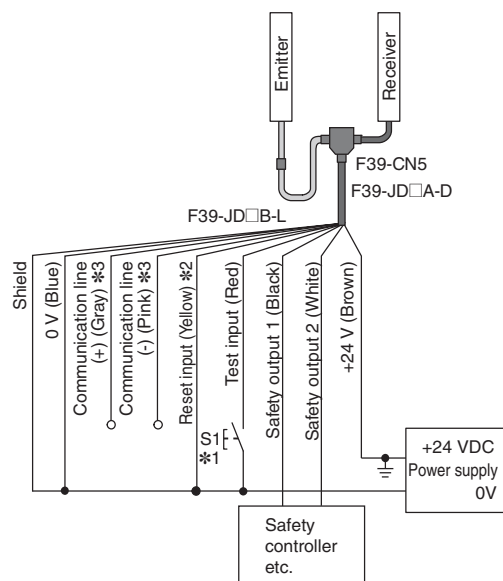 Emitter
Receiver
F39-CN5
F39-JD□A-D
F39-JD□B-L
Shield
0 V (Blue)
Communication line
(+) (Gray) *3
Communication line
(-) (Pink) *3
Reset input (Yellow) *2
Test input (Red)
Safety output 1 (Black)
Safety output 2 (White)
+24 V (Brown)
S1
*1
+24 VDC
Power supply
0V
Safety
controller
etc.